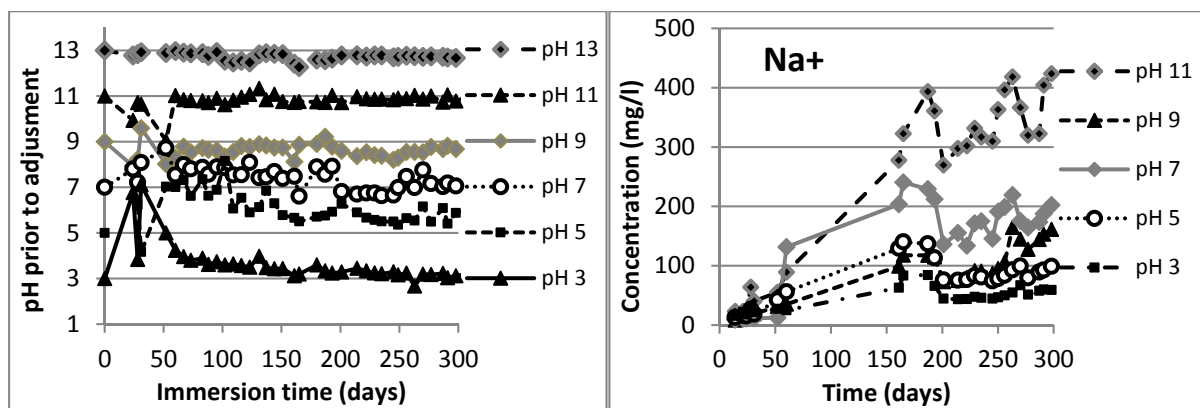 pH prior to adjusment
13
11
9
7
5
3
1
0 50 100 150 200 250 300
Immersion time (days)
pH 13
pH 11
pH 9
pH 7
pH 5
pH 3
Na+
Concentration (mg/l)
500
400
300
200
100
0
0 50 100 150 200 250 300
Time (days)
pH 11
pH 9
pH 7
pH 5
pH 3